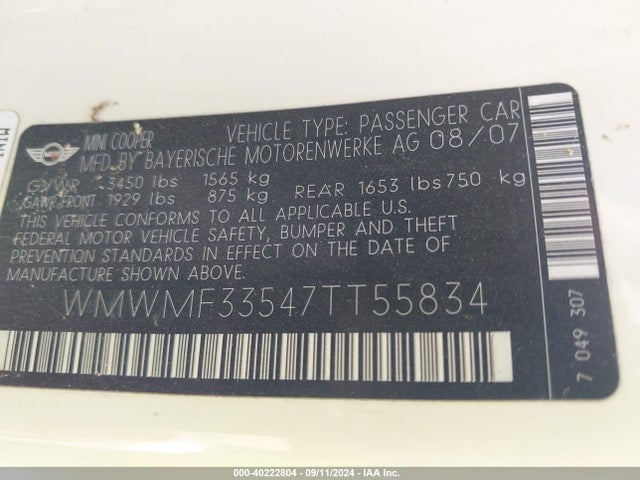 MINI
MINI COOPER
VEHICLE TYPE: PASSENGER CAR
MFD BY BAYERISCHE MOTORENWERKE AG 08/07
GVWR 3450 lbs 1565 kg
GAWR FRONT 1929 lbs 875 kg REAR 1653 lbs 750 kg
THIS VEHICLE CONFORMS TO ALL APPLICABLE U.S.
FEDERAL MOTOR VEHICLE SAFETY, BUMPER AND THEFT
PREVENTION STANDARDS IN EFFECT ON THE DATE OF
MANUFACTURE SHOWN ABOVE.
WMWMF33547TT55834
7 049 307
000-40222804 - 09/11/2024 - IAA Inc.